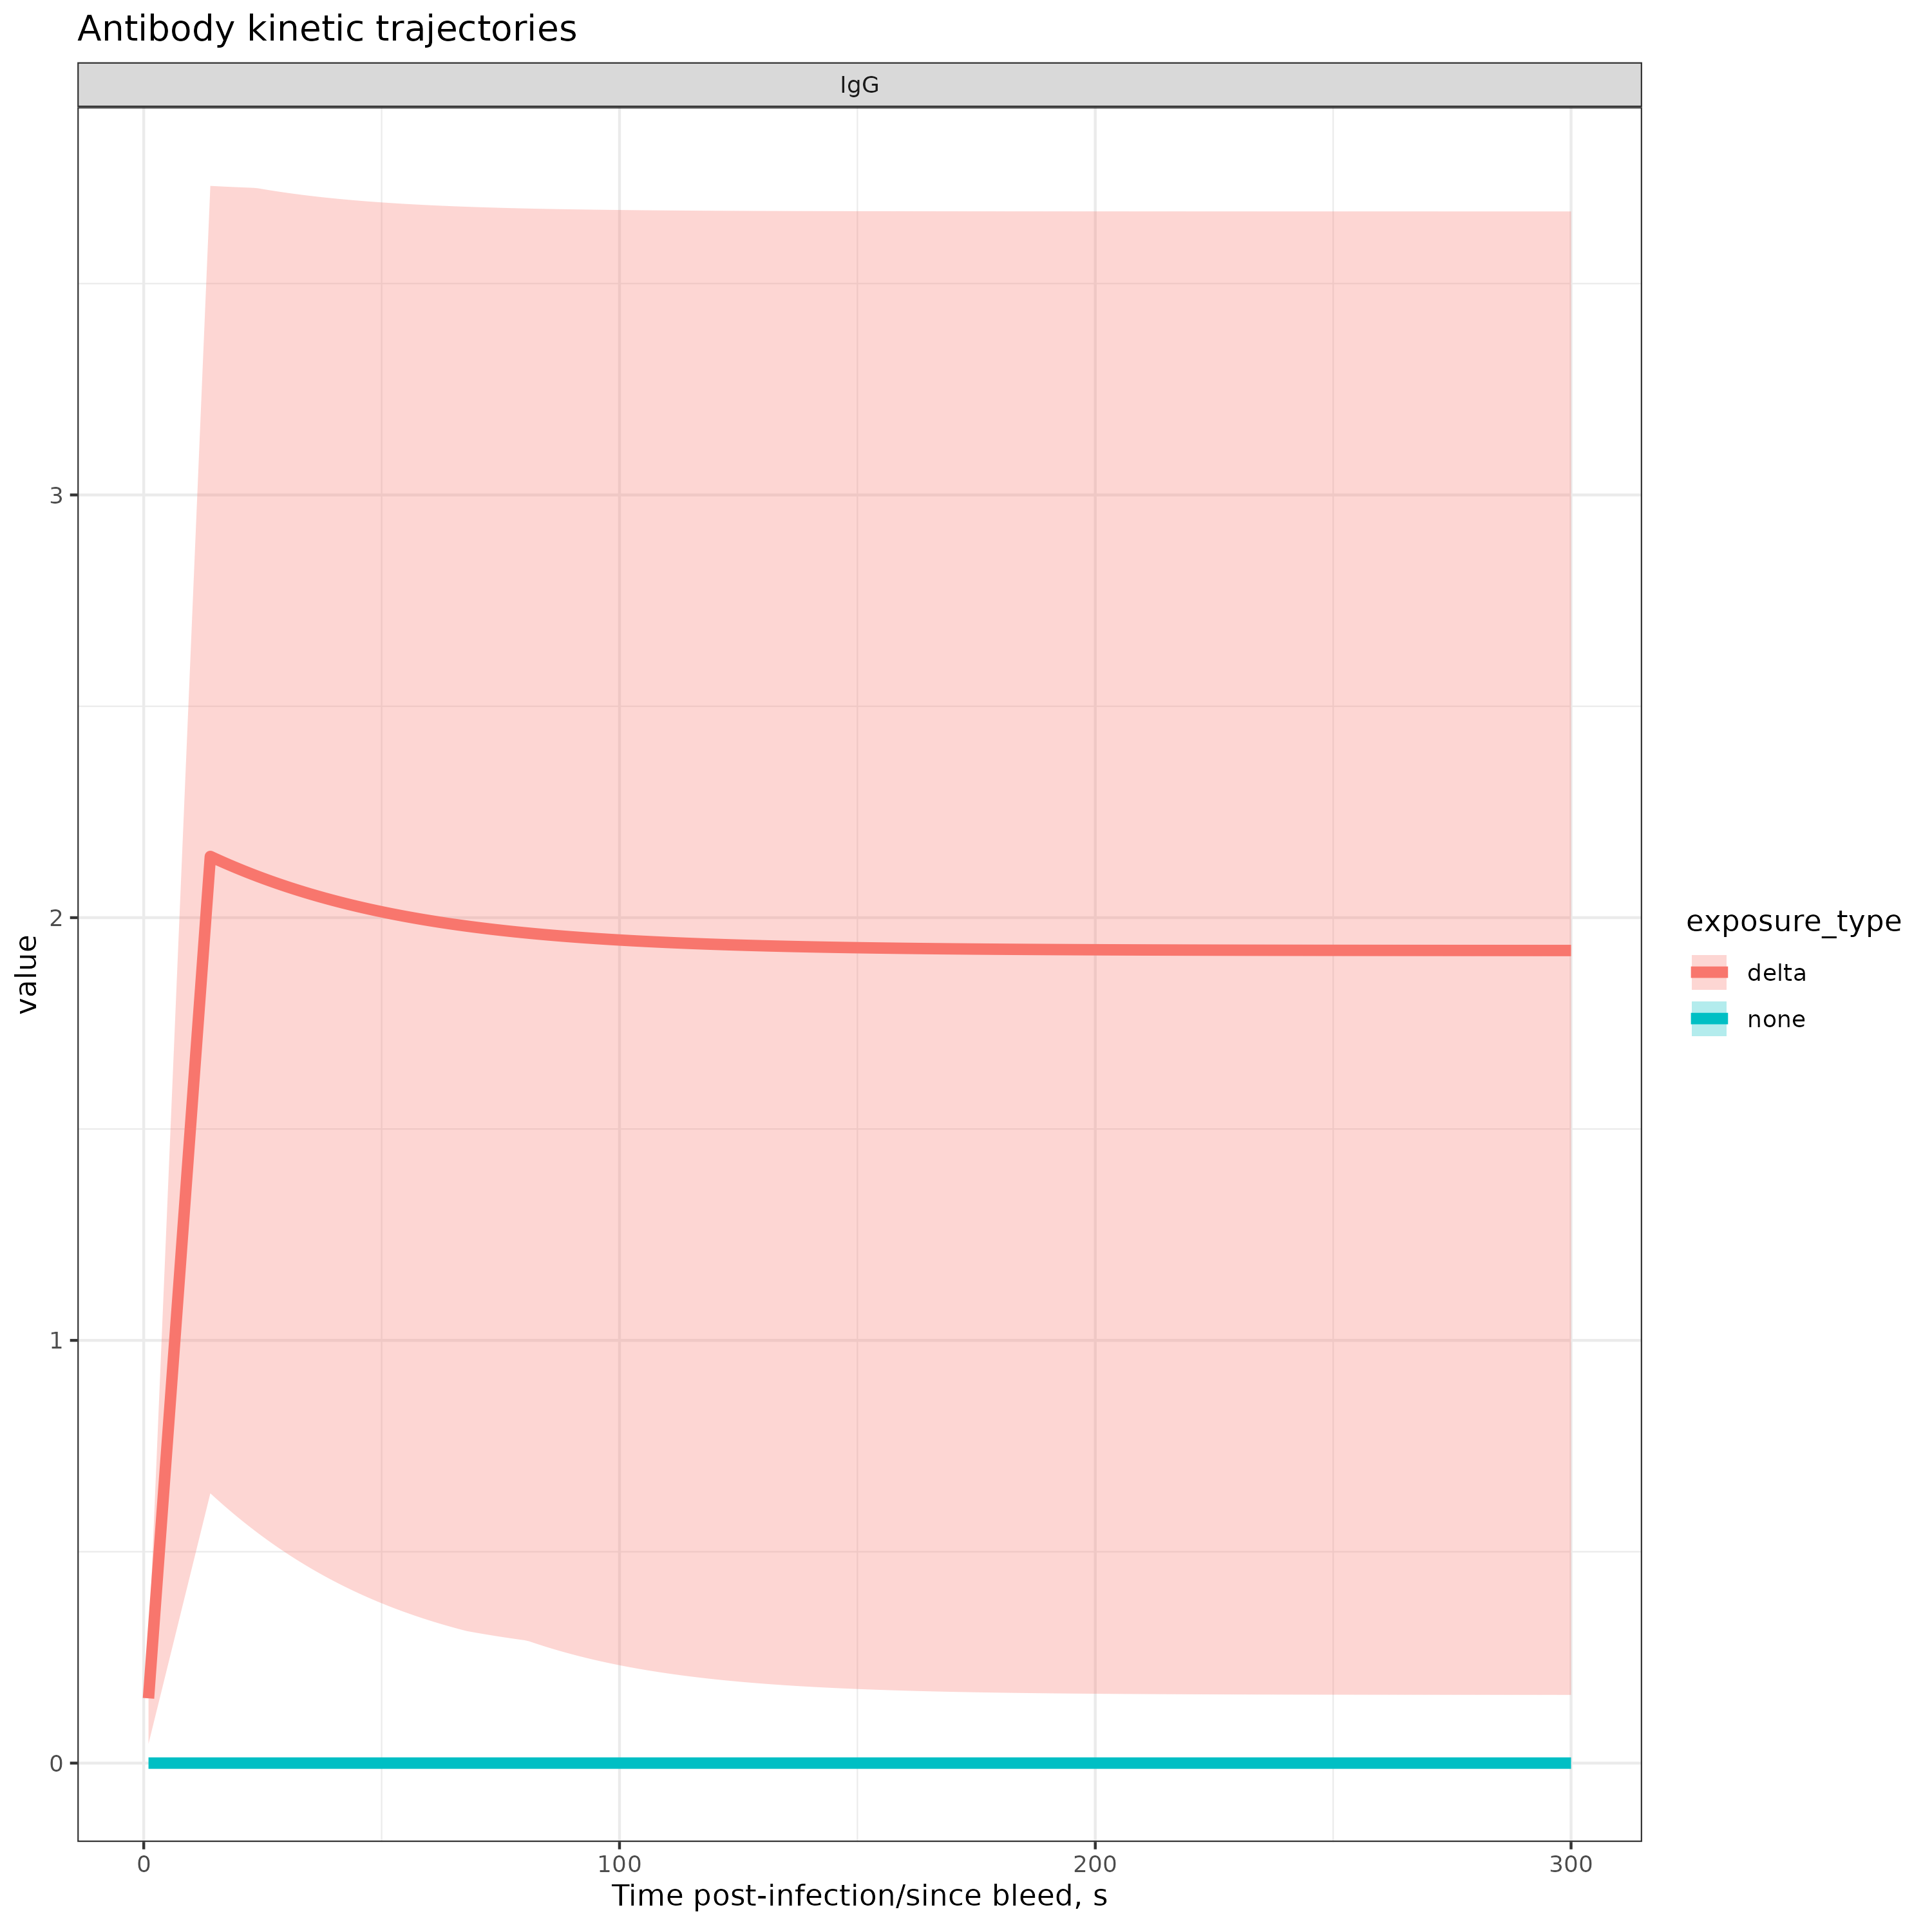 Antibody kinetic trajectories
IgG
3
2
1
0
value
0 100 200 300
Time post-infection/since bleed, s
exposure_type
delta
none